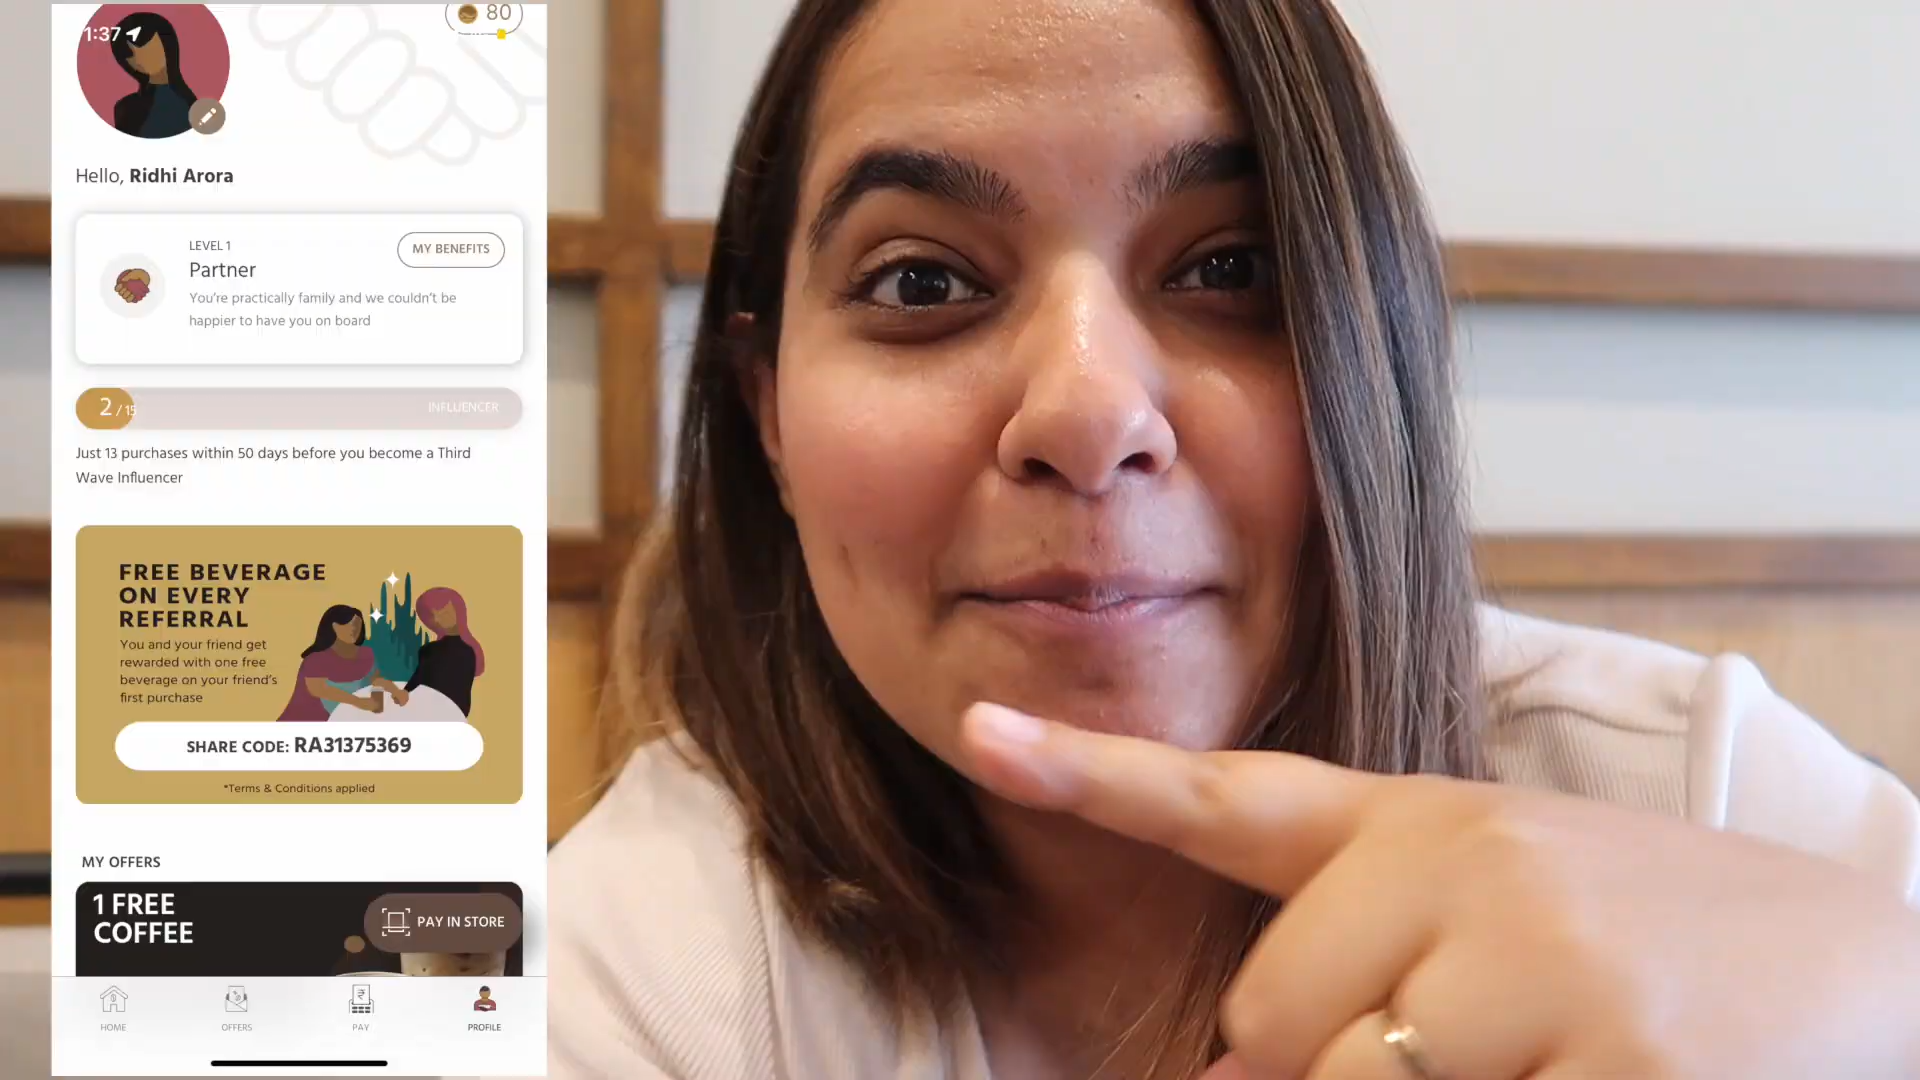 1:37
80
Hello, Ridhi Arora
LEVEL 1
Partner
MY BENEFITS
You're practically family and we couldn't be
happier to have you on board
2 / 15
INFLUENCER
Just 13 purchases within 50 days before you become a Third
Wave Influencer
FREE BEVERAGE
ON EVERY
REFERRAL
You and your friend get
rewarded with one free
beverage on your friend's
first purchase
SHARE CODE: RA31375369
*Terms & Conditions applied
MY OFFERS
1 FREE
COFFEE
PAY IN STORE
HOME
OFFERS
PAY
PROFILE